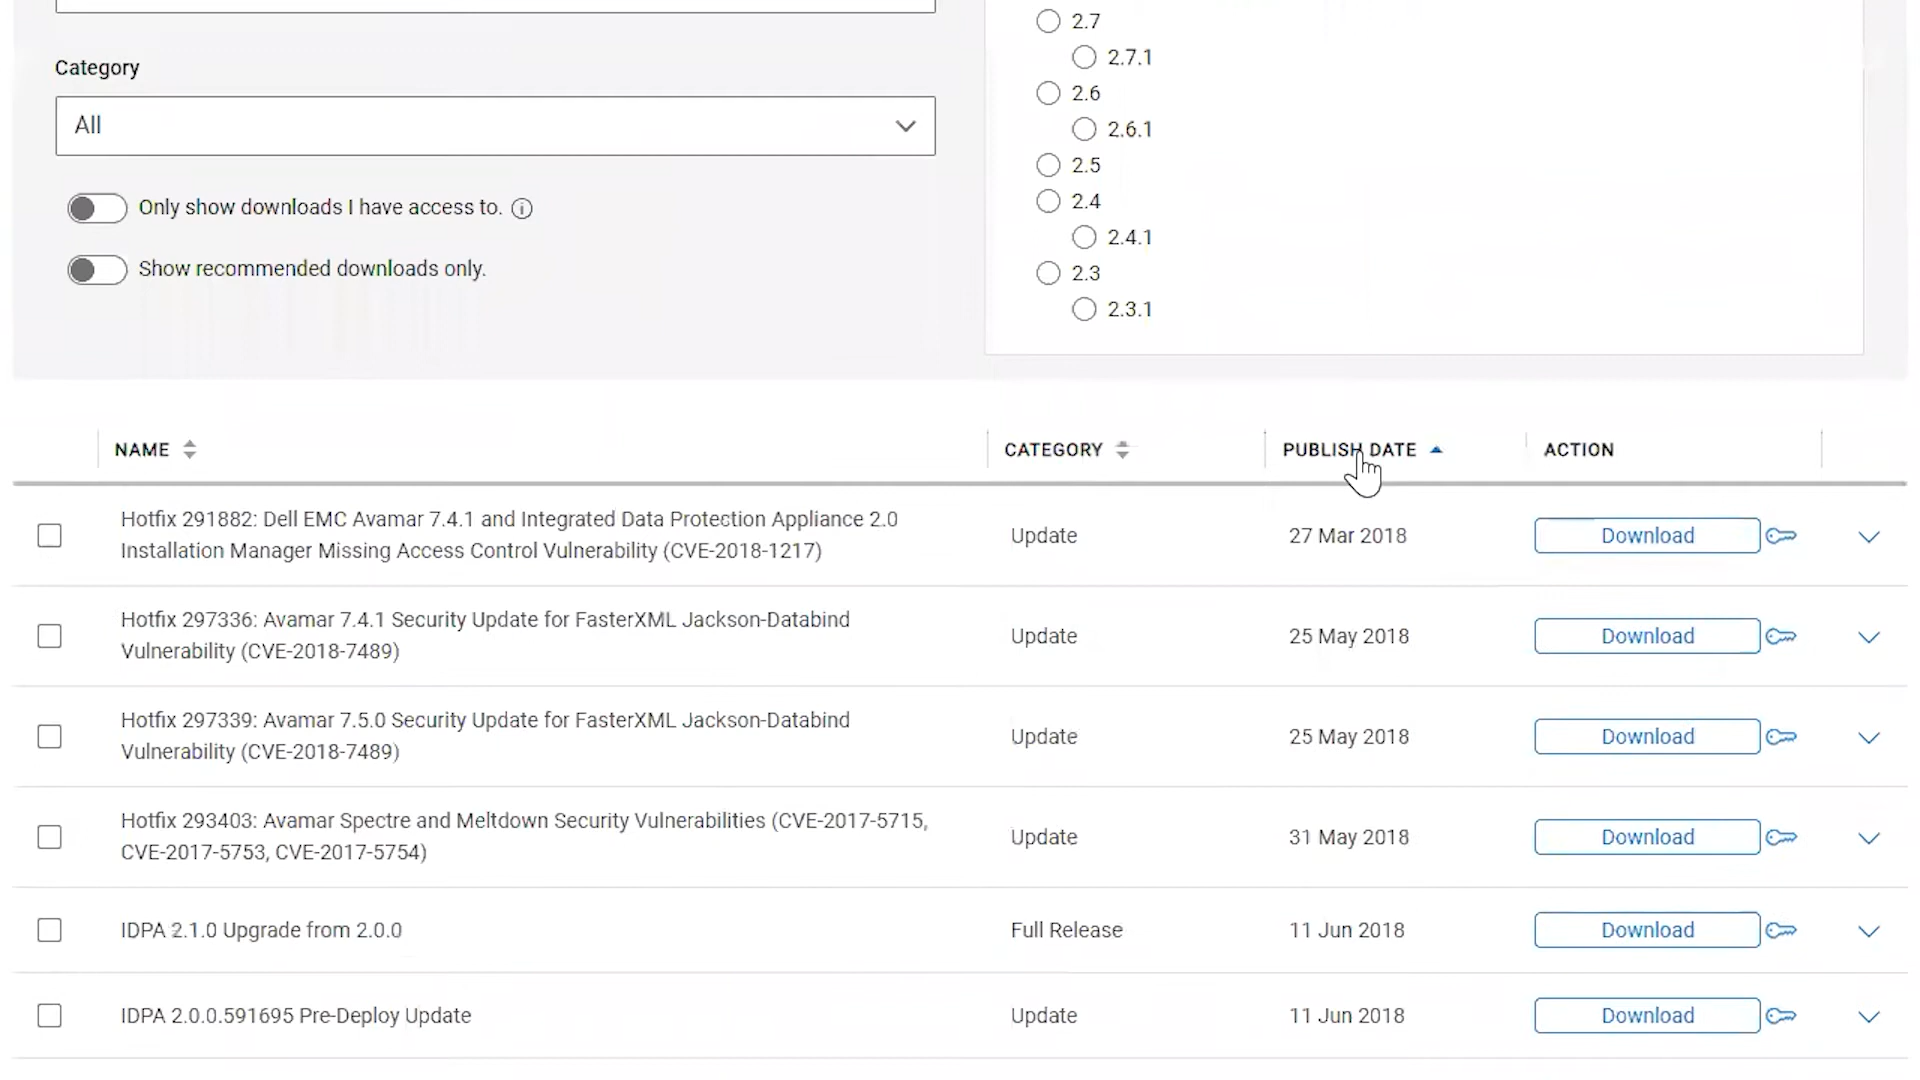 Category
All
Only show downloads I have access to.
Show recommended downloads only.
2.7
2.7.1
2.6
2.6.1
2.5
2.4
2.4.1
2.3
2.3.1
NAME CATEGORY PUBLISH DATE ACTION
Hotfix 291882: Dell EMC Avamar 7.4.1 and Integrated Data Protection Appliance 2.0
Installation Manager Missing Access Control Vulnerability (CVE-2018-1217)
Update 27 Mar 2018 Download
Hotfix 297336: Avamar 7.4.1 Security Update for FasterXML Jackson-Databind
Vulnerability (CVE-2018-7489)
Update 25 May 2018 Download
Hotfix 297339: Avamar 7.5.0 Security Update for FasterXML Jackson-Databind
Vulnerability (CVE-2018-7489)
Update 25 May 2018 Download
Hotfix 293403: Avamar Spectre and Meltdown Security Vulnerabilities (CVE-2017-5715,
CVE-2017-5753, CVE-2017-5754)
Update 31 May 2018 Download
IDPA 2.1.0 Upgrade from 2.0.0 Full Release 11 Jun 2018 Download
IDPA 2.0.0.591695 Pre-Deploy Update Update 11 Jun 2018 Download